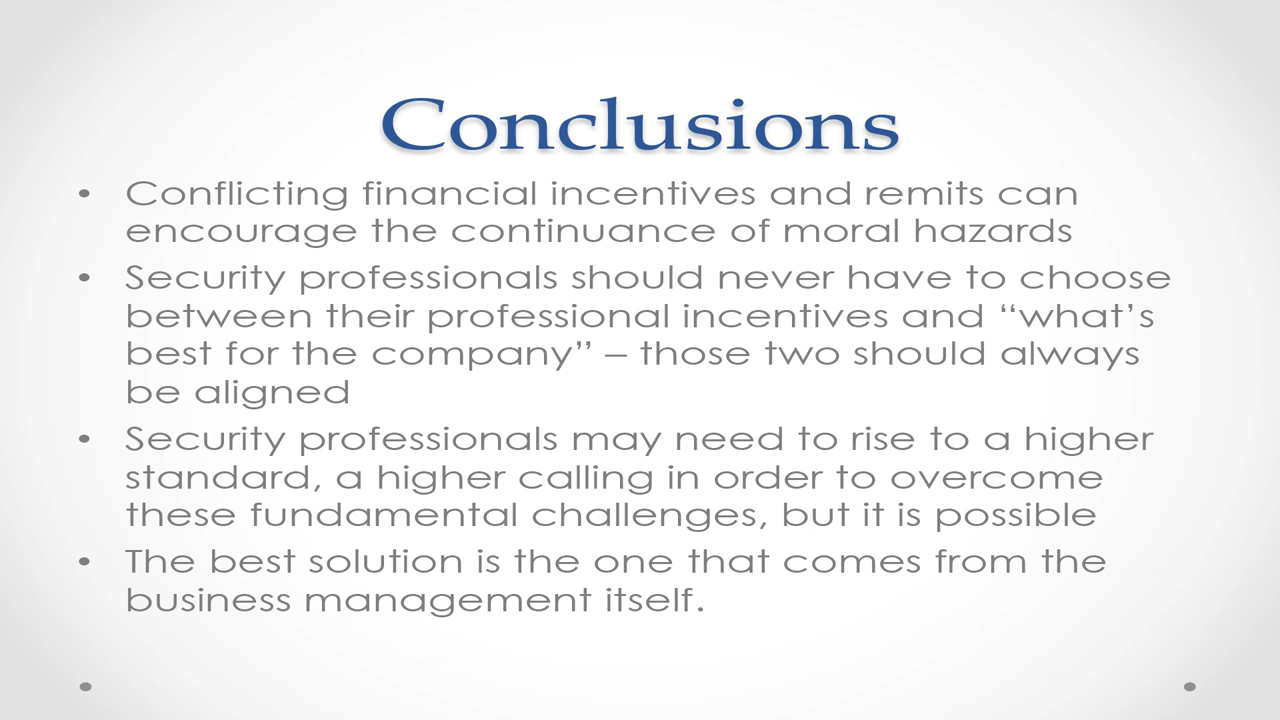 Conclusions
• Conflicting financial incentives and remits can
encourage the continuance of moral hazards
• Security professionals should never have to choose
between their professional incentives and “what’s
best for the company” – those two should always
be aligned
• Security professionals may need to rise to a higher
standard, a higher calling in order to overcome
these fundamental challenges, but it is possible
• The best solution is the one that comes from the
business management itself.